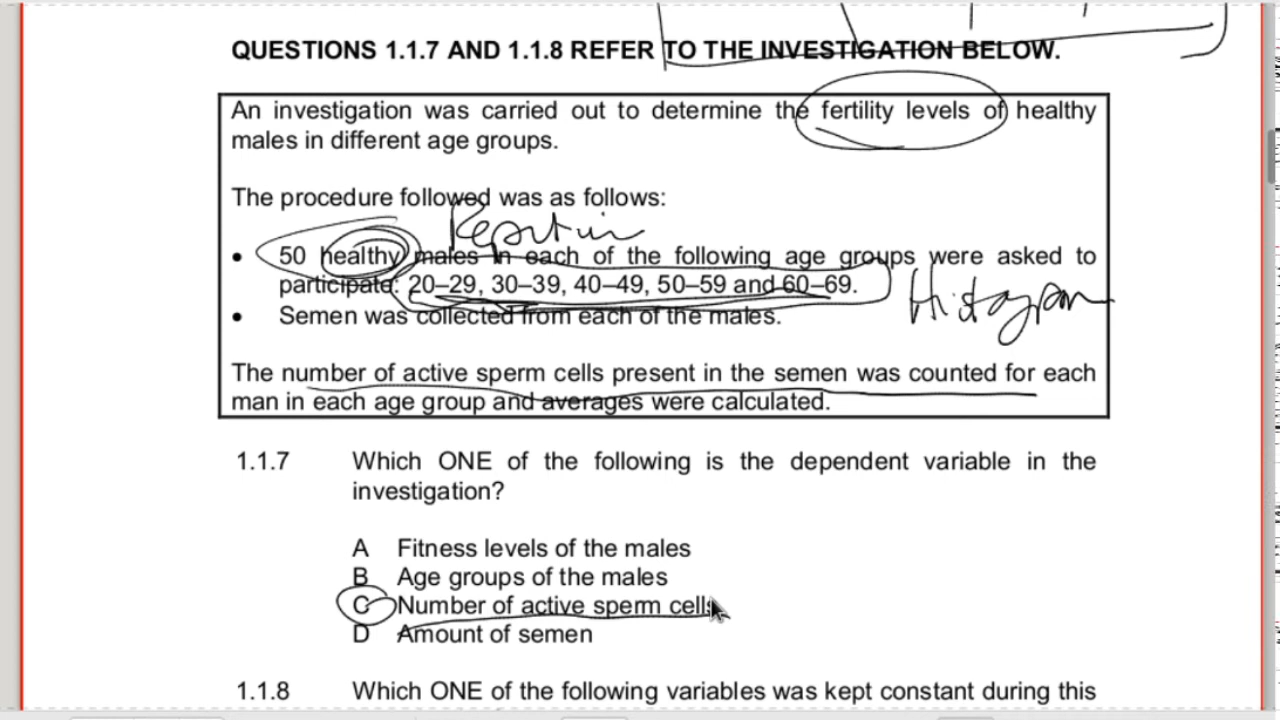 QUESTIONS 1.1.7 AND 1.1.8 REFER TO THE INVESTIGATION BELOW.
An investigation was carried out to determine the fertility levels of healthy
males in different age groups.
The procedure followed was as follows:
• 50 healthy males in each of the following age groups were asked to
participate: 20–29, 30–39, 40–49, 50–59 and 60–69.
Histogram
• Semen was collected from each of the males.
The number of active sperm cells present in the semen was counted for each
man in each age group and averages were calculated.
1.1.7 Which ONE of the following is the dependent variable in the
investigation?
A Fitness levels of the males
B Age groups of the males
C Number of active sperm cells
D Amount of semen
1.1.8 Which ONE of the following variables was kept constant during this